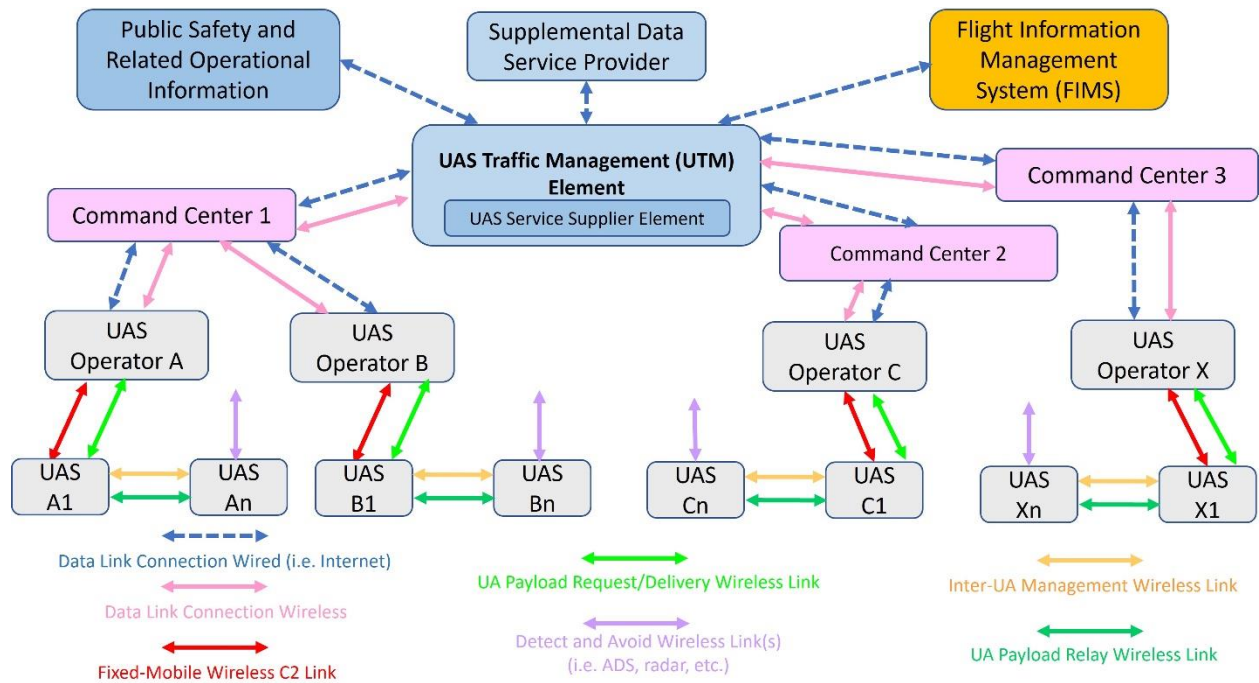 Public Safety and
Related Operational
Information
Supplemental Data
Service Provider
Flight Information
Management
System (FIMS)
UAS Traffic Management (UTM)
Element
UAS Service Supplier Element
Command Center 1
Command Center 2
Command Center 3
UAS
Operator A
UAS
Operator B
UAS
Operator C
UAS
Operator X
UAS
A1
UAS
An
UAS
B1
UAS
Bn
UAS
Cn
UAS
C1
UAS
Xn
UAS
X1
Data Link Connection Wired (i.e. Internet)
Data Link Connection Wireless
Fixed-Mobile Wireless C2 Link
UA Payload Request/Delivery Wireless Link
Detect and Avoid Wireless Link(s)
(i.e. ADS, radar, etc.)
Inter-UA Management Wireless Link
UA Payload Relay Wireless Link